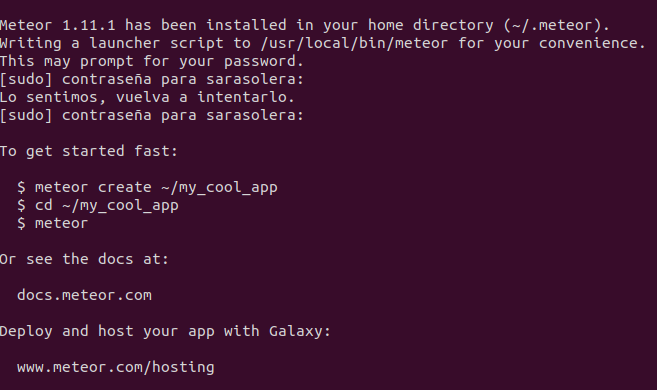 Meteor 1.11.1 has been installed in your home directory (~/.meteor).
Writing a launcher script to /usr/local/bin/meteor for your convenience.
This may prompt for your password.
[sudo] contraseña para sarasolera:
Lo sentimos, vuelva a intentarlo.
[sudo] contraseña para sarasolera:
To get started fast:
$ meteor create ~/my_cool_app
$ cd ~/my_cool_app
$ meteor
Or see the docs at:
docs.meteor.com
Deploy and host your app with Galaxy:
www.meteor.com/hosting